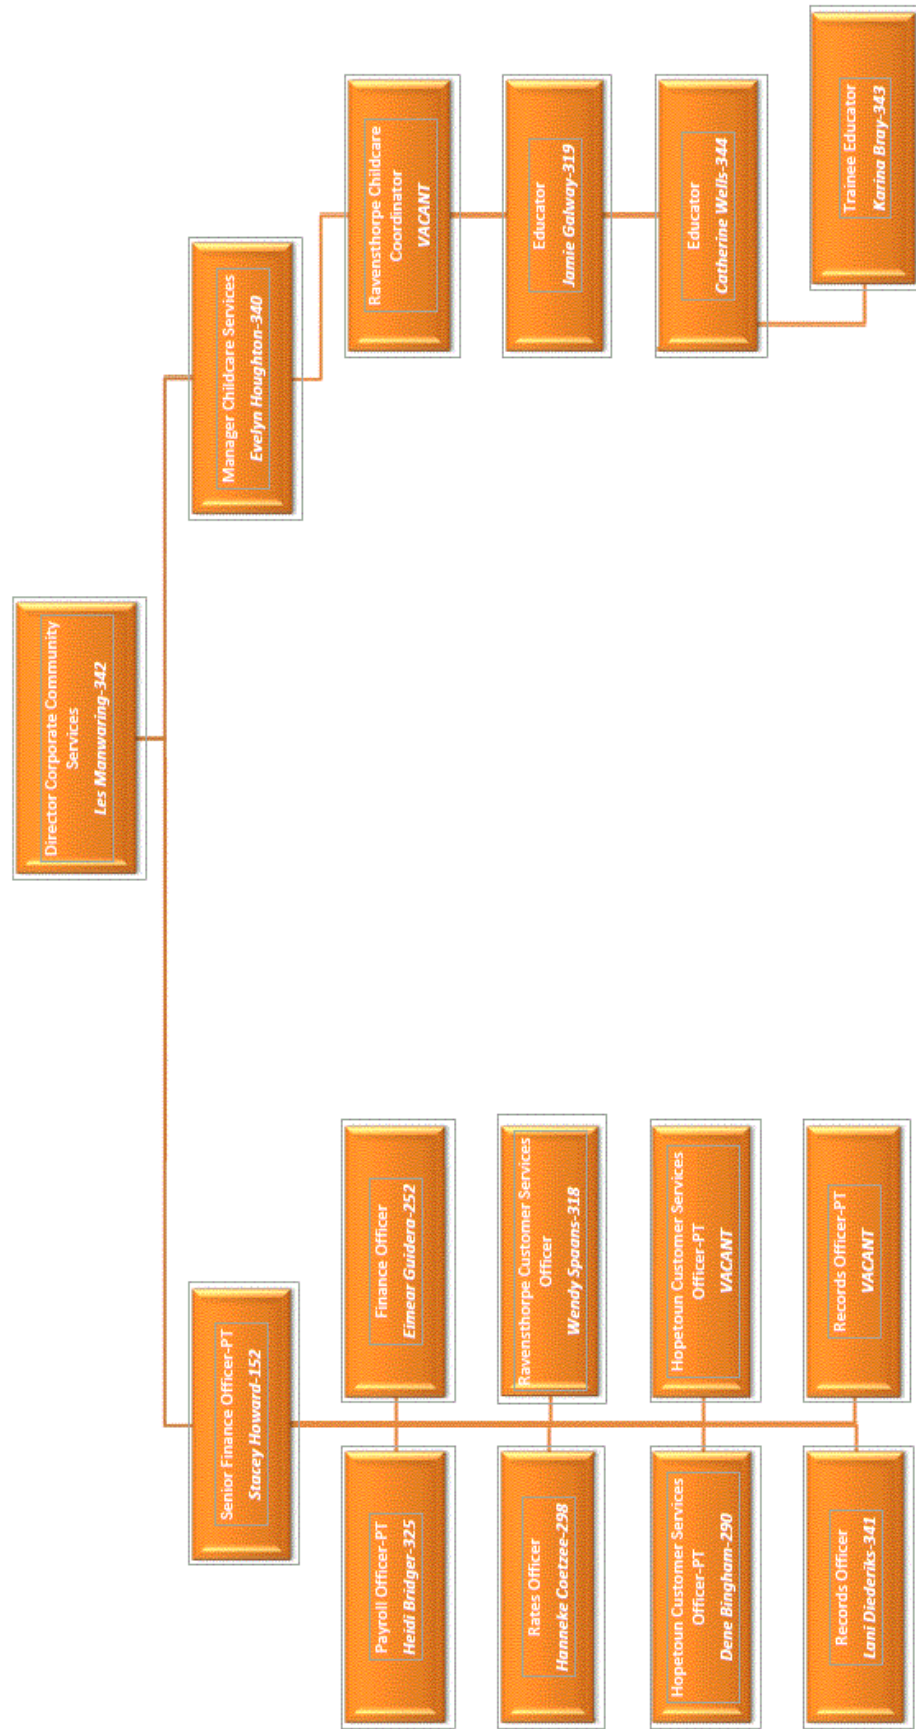 Director Corporate Community
Services
Les Manwaring-342
Senior Finance Officer-PT
Stacey Howard-152
Manager Childcare Services
Evelyn Houghton-340
Payroll Officer-PT
Heidi Bridger-325
Finance Officer
Eimear Guidera-252
Ravensthorpe Childcare
Coordinator
VACANT
Rates Officer
Hanneke Coetzee-298
Ravensthorpe Customer Services
Officer
Wendy Spaans-318
Educator
Jamie Galway-319
Hopetoun Customer Services
Officer-PT
Dene Bingham-290
Hopetoun Customer Services
Officer-PT
VACANT
Educator
Catherine Wells-344
Records Officer
Lani Diederiks-341
Records Officer-PT
VACANT
Trainee Educator
Karina Bray-343